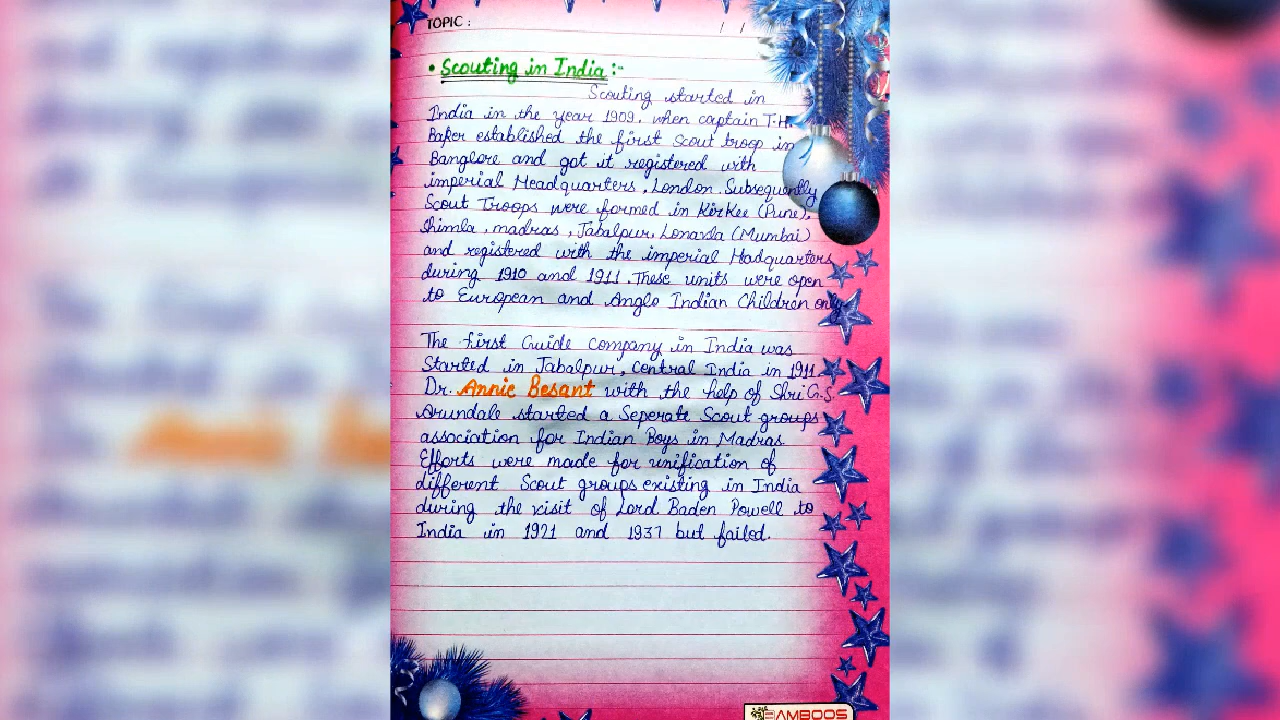 TOPIC :
/ /
• Scouting in India :-
Scouting started in
India in the year 1909, when captain T.H.
Baker established the first Scout troop in
Banglore and got it registered with
imperial Headquarters, London. Subsequently
Scout Troops were formed in Kirkee (Pune),
Shimla, madras, Jabalpur, Lonavla (Mumbai)
and registered with the imperial Hadquarters
during 1910 and 1911. These units were open
to European and Anglo Indian Children only.
The first Guide company in India was
Started in Jabalpur, Central India in 1911.
Dr. Annie Besant with the help of Shri G.S.
Arundale started a Seperate Scout groups
association for Indian Boys in Madras
Efforts were made for unification of
different Scout groups existing in India
during the visit of Lord Baden Powell to
India in 1921 and 1937 but failed.
BAMBOOS